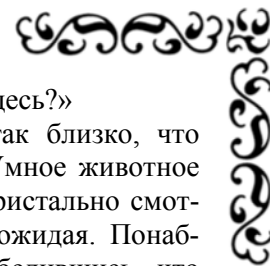 десь?»
так близко, что
Умное животное
ристально смот-
ожидая. Понаб-